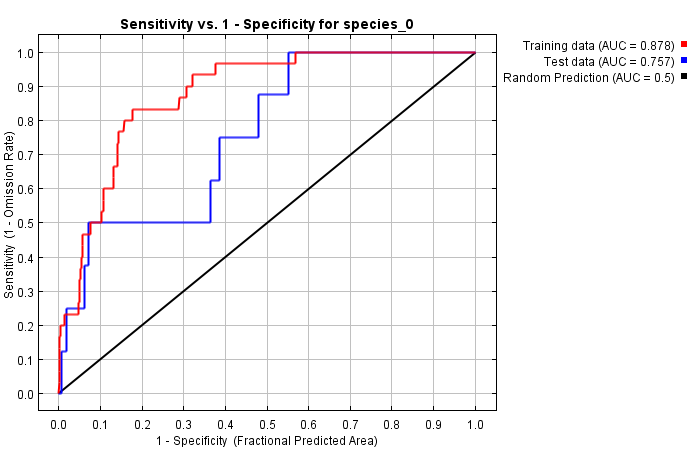 Sensitivity vs. 1 - Specificity for species_0
Training data (AUC = 0.878)
Test data (AUC = 0.757)
Random Prediction (AUC = 0.5)
Sensitivity (1 - Omission Rate)
1.0
0.9
0.8
0.7
0.6
0.5
0.4
0.3
0.2
0.1
0.0
0.0 0.1 0.2 0.3 0.4 0.5 0.6 0.7 0.8 0.9 1.0
1 - Specificity (Fractional Predicted Area)